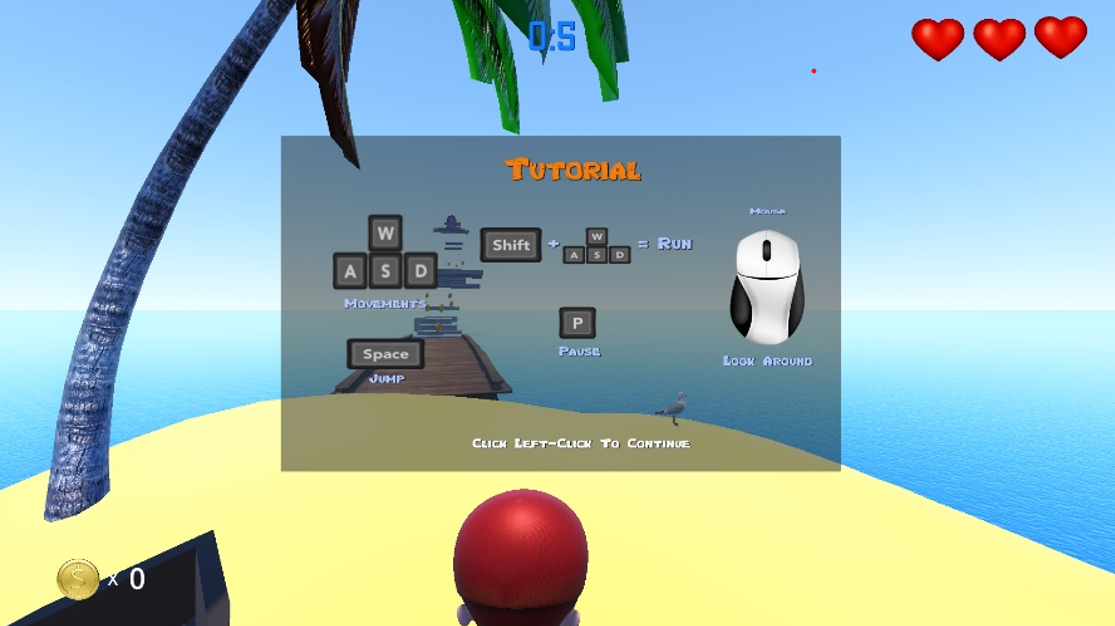 0:5
Tutorial
W
A S D
Movements
Shift + W A S D = Run
Space
Jump
P
Pause
Mouse
Look Around
Click Left-Click To Continue
x 0